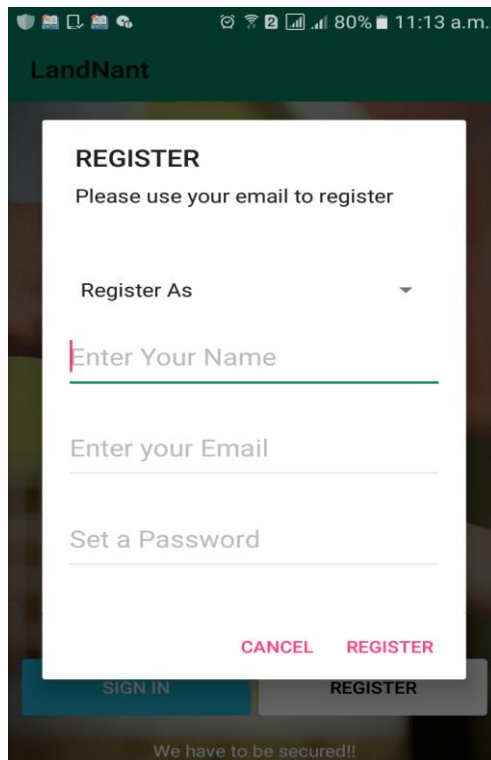 80% 11:13 a.m.
LandNant
REGISTER
Please use your email to register
Register As
Enter Your Name
Enter your Email
Set a Password
CANCEL REGISTER
SIGN IN REGISTER
We have to be secured!!